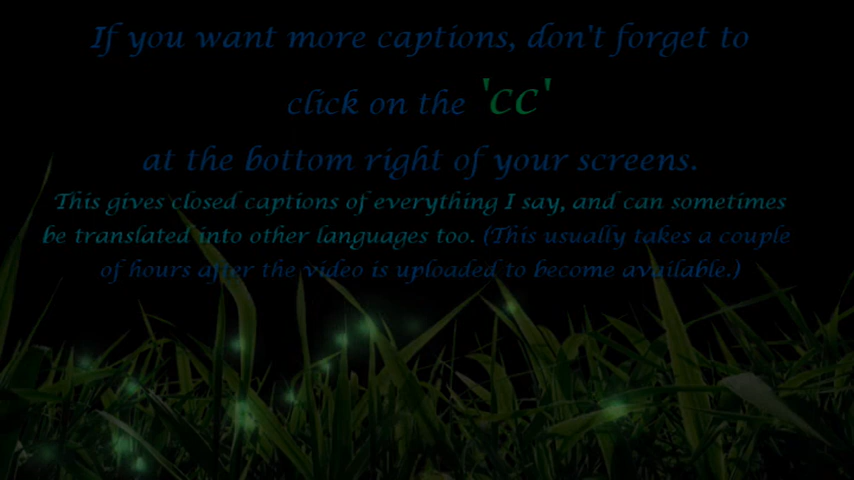 If you want more captions, don't forget to
click on the 'cc'
at the bottom right of your screens.
This gives closed captions of everything I say, and can sometimes
be translated into other languages too. (This usually takes a couple
of hours after the video is uploaded to become available.)